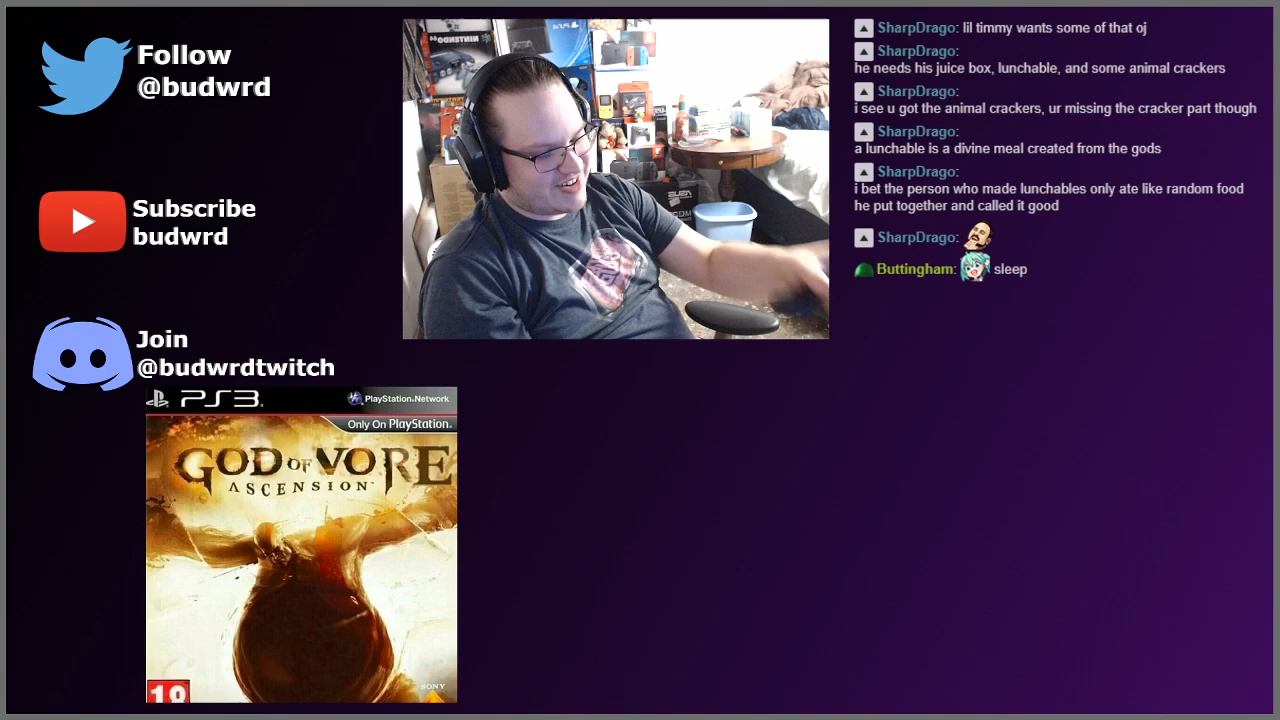 Follow
@budwrd
Subscribe
budwrd
Join
@budwrdtwitch
PS3
PlayStation Network
Only On PlayStation
GOD OF VORE
ASCENSION
18
SONY
SharpDrago: lil timmy wants some of that oj
SharpDrago:
he needs his juice box, lunchable, and some animal crackers
SharpDrago:
i see u got the animal crackers, ur missing the cracker part though
SharpDrago:
a lunchable is a divine meal created from the gods
SharpDrago:
i bet the person who made lunchables only ate like random food
he put together and called it good
SharpDrago:
Buttingham: sleep